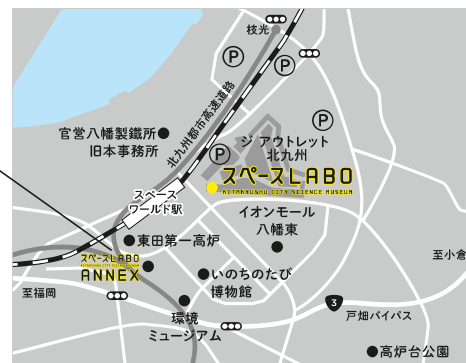 枝光
P
P
P
P
北九州都市高速道路
官営八幡製鐵所
旧本事務所
ジ アウトレット
北九州
スペースLABO
KITAKYUSHU CITY SCIENCE MUSEUM
スペース
ワールド駅
イオンモール
八幡東
東田第一高炉
スペースLABO
ANNEX
いのちのたび
博物館
至小倉
至福岡
環境
ミュージアム
3
戸畑バイパス
高炉台公園